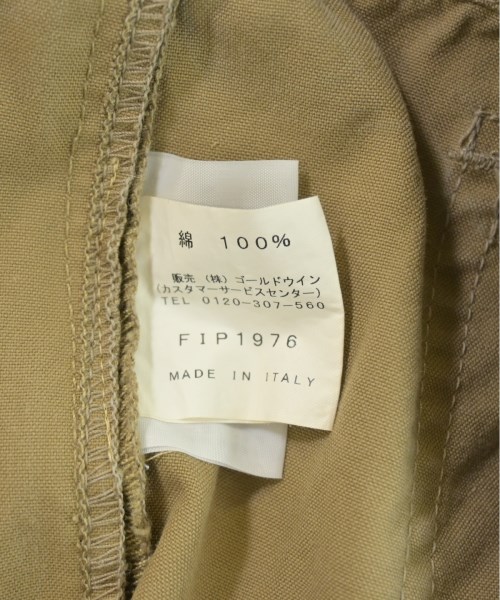 綿 100%
販売 (株) ゴールドウイン
(カスタマーサービスセンター)
TEL 0120-307-560
FIP1976
MADE IN ITALY